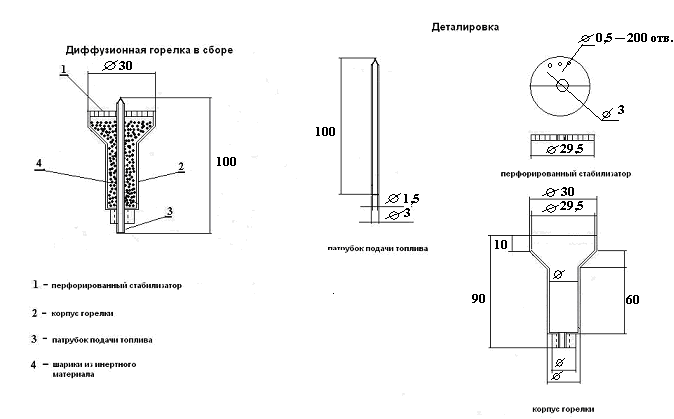 Диффузионная горелка в сборе
⌀ 30
1
100
4
2
3
1 – перфорированный стабилизатор
2 – корпус горелки
3 – патрубок подачи топлива
4 – шарики из инертного
материала
Деталировка
100
⌀ 1,5
⌀ 3
патрубок подачи топлива
⌀ 0,5 – 200 отв.
⌀ 3
⌀ 29,5
перфорированный стабилизатор
⌀ 30
⌀ 29,5
10
⌀
90
60
⌀
⌀
корпус горелки